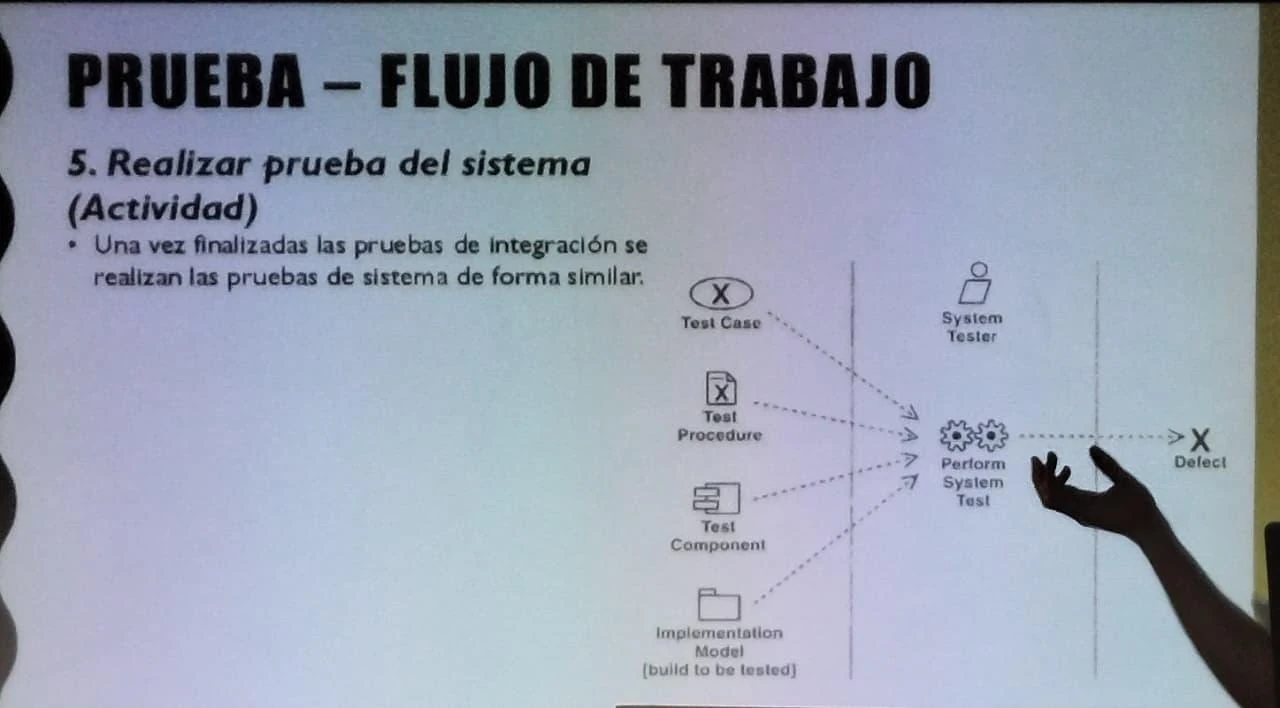 PRUEBA – FLUJO DE TRABAJO
5. Realizar prueba del sistema
(Actividad)
• Una vez finalizadas las pruebas de integración se
realizan las pruebas de sistema de forma similar.
X
Test Case
X
Test
Procedure
Test
Component
Implementation
Model
[build to be tested]
System
Tester
Perform
System
Test
X
Defect